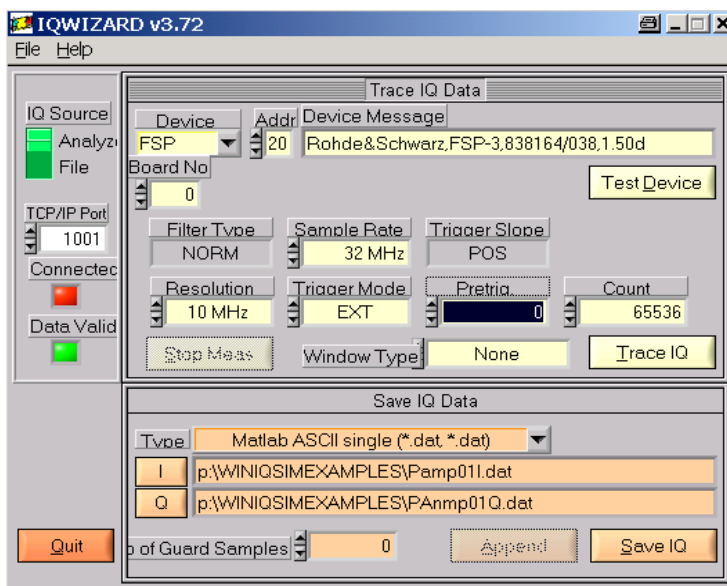 IQWIZARD v3.72
File Help
Trace IQ Data
IQ Source
Analyz
File
TCP/IP Port
1001
Connectec
Data Valid
Device
Addr
Device Message
FSP
20
Rohde&Schwarz,FSP-3,838164/038,1.50d
Board No
0
Test Device
Filter Type
Sample Rate
Trigger Slope
NORM
32 MHz
POS
Resolution
Trigger Mode
Pretrig.
Count
10 MHz
EXT
0
65536
Stop Meas
Window Type
None
Trace IQ
Save IQ Data
Type
Matlab ASCII single (*.dat, *.dat)
I
p:\WINIQSIMEXAMPLES\Pamp01I.dat
Q
p:\WINIQSIMEXAMPLES\PAnmp01Q.dat
Quit
o of Guard Samples
0
Append
Save IQ